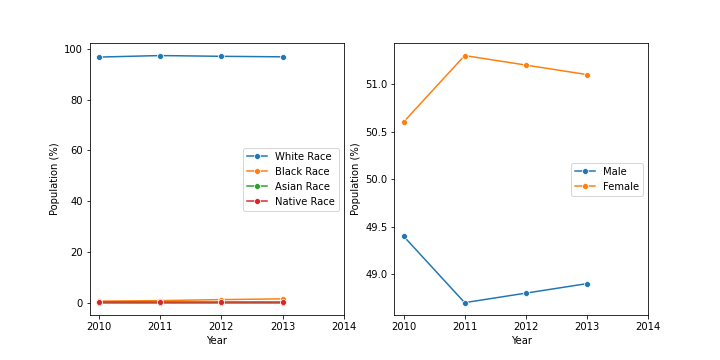 100
80
60
40
20
0
Population (%)
2010 2011 2012 2013 2014
Year
White Race
Black Race
Asian Race
Native Race
51.0
50.5
50.0
49.5
49.0
Population (%)
2010 2011 2012 2013 2014
Year
Male
Female